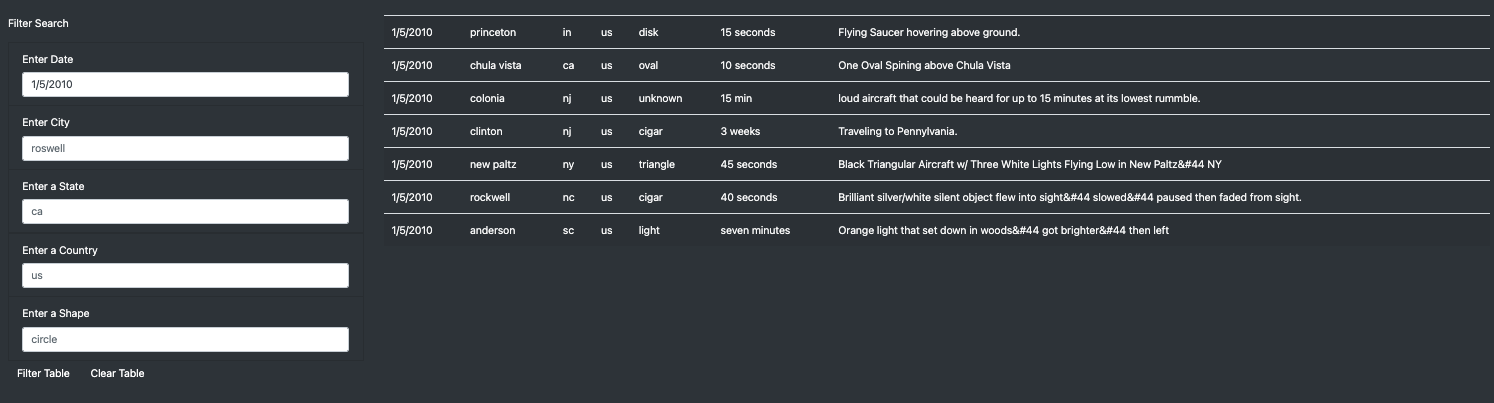 Filter Search
Enter Date
1/5/2010
Enter City
roswell
Enter a State
ca
Enter a Country
us
Enter a Shape
circle
Filter Table Clear Table
1/5/2010 princeton in us disk 15 seconds Flying Saucer hovering above ground.
1/5/2010 chula vista ca us oval 10 seconds One Oval Spining above Chula Vista
1/5/2010 colonia nj us unknown 15 min loud aircraft that could be heard for up to 15 minutes at its lowest rummble.
1/5/2010 clinton nj us cigar 3 weeks Traveling to Pennylvania.
1/5/2010 new paltz ny us triangle 45 seconds Black Triangular Aircraft w/ Three White Lights Flying Low in New Paltz&#44 NY
1/5/2010 rockwell nc us cigar 40 seconds Brilliant silver/white silent object flew into sight&#44 slowed&#44 paused then faded from sight.
1/5/2010 anderson sc us light seven minutes Orange light that set down in woods&#44 got brighter&#44 then left